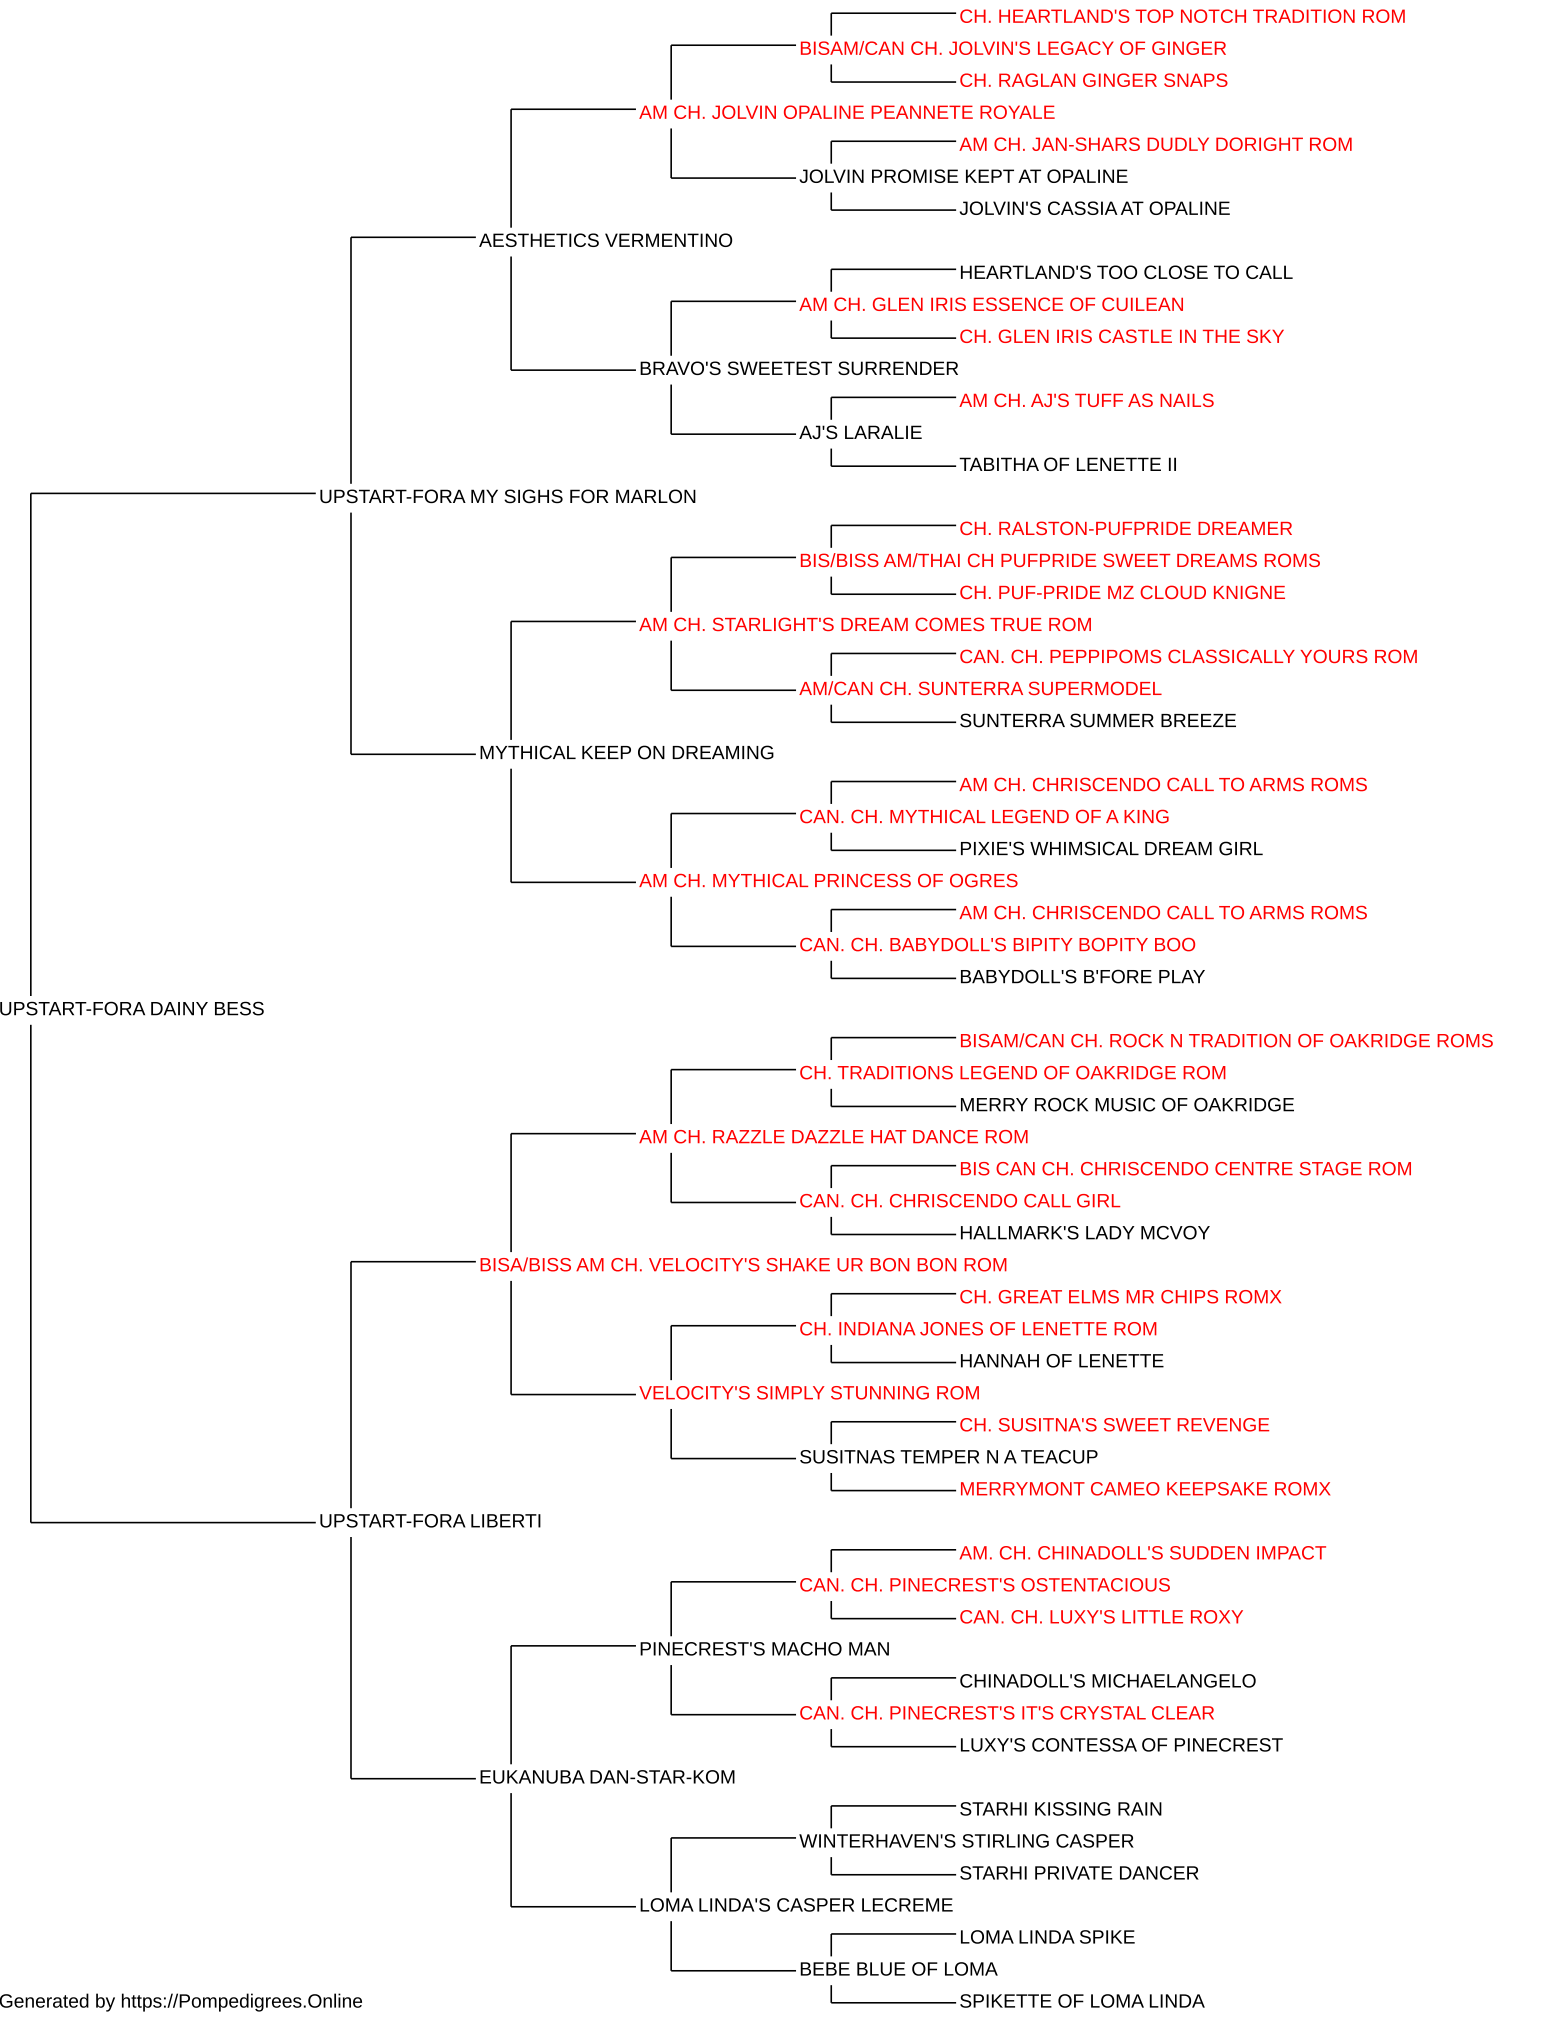 CH. HEARTLAND'S TOP NOTCH TRADITION ROM
BISAM/CAN CH. JOLVIN'S LEGACY OF GINGER
CH. RAGLAN GINGER SNAPS
AM CH. JOLVIN OPALINE PEANNETE ROYALE
AM CH. JAN-SHARS DUDLY DORIGHT ROM
JOLVIN PROMISE KEPT AT OPALINE
JOLVIN'S CASSIA AT OPALINE
AESTHETICS VERMENTINO
HEARTLAND'S TOO CLOSE TO CALL
AM CH. GLEN IRIS ESSENCE OF CUILEAN
CH. GLEN IRIS CASTLE IN THE SKY
BRAVO'S SWEETEST SURRENDER
AM CH. AJ'S TUFF AS NAILS
AJ'S LARALIE
TABITHA OF LENETTE II
UPSTART-FORA MY SIGHS FOR MARLON
CH. RALSTON-PUFPRIDE DREAMER
BIS/BISS AM/THAI CH PUFPRIDE SWEET DREAMS ROMS
CH. PUF-PRIDE MZ CLOUD KNIGNE
AM CH. STARLIGHT'S DREAM COMES TRUE ROM
CAN. CH. PEPPIPOMS CLASSICALLY YOURS ROM
AM/CAN CH. SUNTERRA SUPERMODEL
SUNTERRA SUMMER BREEZE
MYTHICAL KEEP ON DREAMING
AM CH. CHRISCENDO CALL TO ARMS ROMS
CAN. CH. MYTHICAL LEGEND OF A KING
PIXIE'S WHIMSICAL DREAM GIRL
AM CH. MYTHICAL PRINCESS OF OGRES
AM CH. CHRISCENDO CALL TO ARMS ROMS
CAN. CH. BABYDOLL'S BIPITY BOPITY BOO
BABYDOLL'S B'FORE PLAY
UPSTART-FORA DAINY BESS
BISAM/CAN CH. ROCK N TRADITION OF OAKRIDGE ROMS
CH. TRADITIONS LEGEND OF OAKRIDGE ROM
MERRY ROCK MUSIC OF OAKRIDGE
AM CH. RAZZLE DAZZLE HAT DANCE ROM
BIS CAN CH. CHRISCENDO CENTRE STAGE ROM
CAN. CH. CHRISCENDO CALL GIRL
HALLMARK'S LADY MCVOY
BISA/BISS AM CH. VELOCITY'S SHAKE UR BON BON ROM
CH. GREAT ELMS MR CHIPS ROMX
CH. INDIANA JONES OF LENETTE ROM
HANNAH OF LENETTE
VELOCITY'S SIMPLY STUNNING ROM
CH. SUSITNA'S SWEET REVENGE
SUSITNAS TEMPER N A TEACUP
MERRYMONT CAMEO KEEPSAKE ROMX
UPSTART-FORA LIBERTI
AM. CH. CHINADOLL'S SUDDEN IMPACT
CAN. CH. PINECREST'S OSTENTACIOUS
CAN. CH. LUXY'S LITTLE ROXY
PINECREST'S MACHO MAN
CHINADOLL'S MICHAELANGELO
CAN. CH. PINECREST'S IT'S CRYSTAL CLEAR
LUXY'S CONTESSA OF PINECREST
EUKANUBA DAN-STAR-KOM
STARHI KISSING RAIN
WINTERHAVEN'S STIRLING CASPER
STARHI PRIVATE DANCER
LOMA LINDA'S CASPER LECREME
LOMA LINDA SPIKE
BEBE BLUE OF LOMA
SPIKETTE OF LOMA LINDA
Generated by https://Pompedigrees.Online